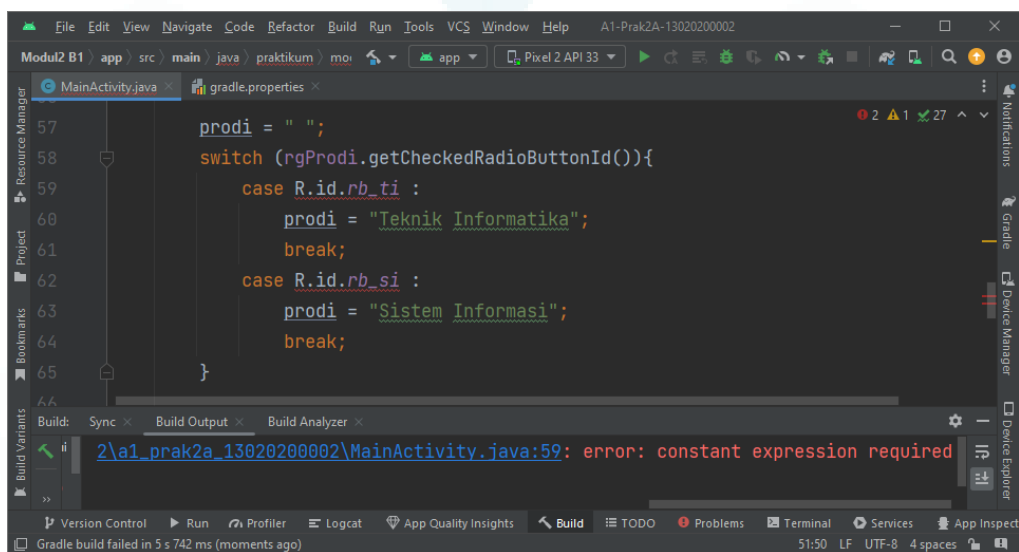 File Edit View Navigate Code Refactor Build Run Tools VCS Window Help A1-Prak2A-13020200002
Modul2 B1 app src main java praktikum app Pixel 2 API 33
MainActivity.java gradle.properties
Resource Manager
Project
Bookmarks
Build Variants
2 1 27
57 prodi = " ";
58 switch (rgProdi.getCheckedRadioButtonId()){
59 case R.id.rb_ti :
60 prodi = "Teknik Informatika";
61 break;
62 case R.id.rb_si :
63 prodi = "Sistem Informasi";
64 break;
65 }
66
Notifications
Gradle
Device Manager
Device Explorer
Build: Sync Build Output Build Analyzer
2\a1_prak2a_13020200002\MainActivity.java:59: error: constant expression required
Version Control Run Profiler Logcat App Quality Insights Build TODO Problems Terminal Services App Inspect
Gradle build failed in 5 s 742 ms (moments ago) 51:50 LF UTF-8 4 spaces